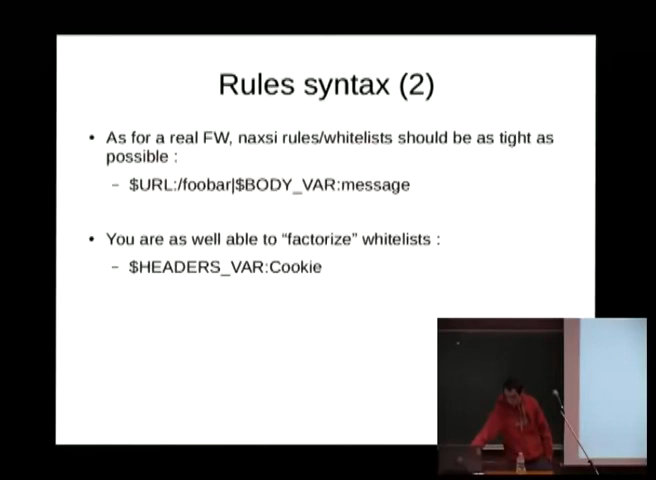 Rules syntax (2)
• As for a real FW, naxsi rules/whitelists should be as tight as
possible :
– $URL:/foobar|$BODY_VAR:message
• You are as well able to “factorize” whitelists :
– $HEADERS_VAR:Cookie